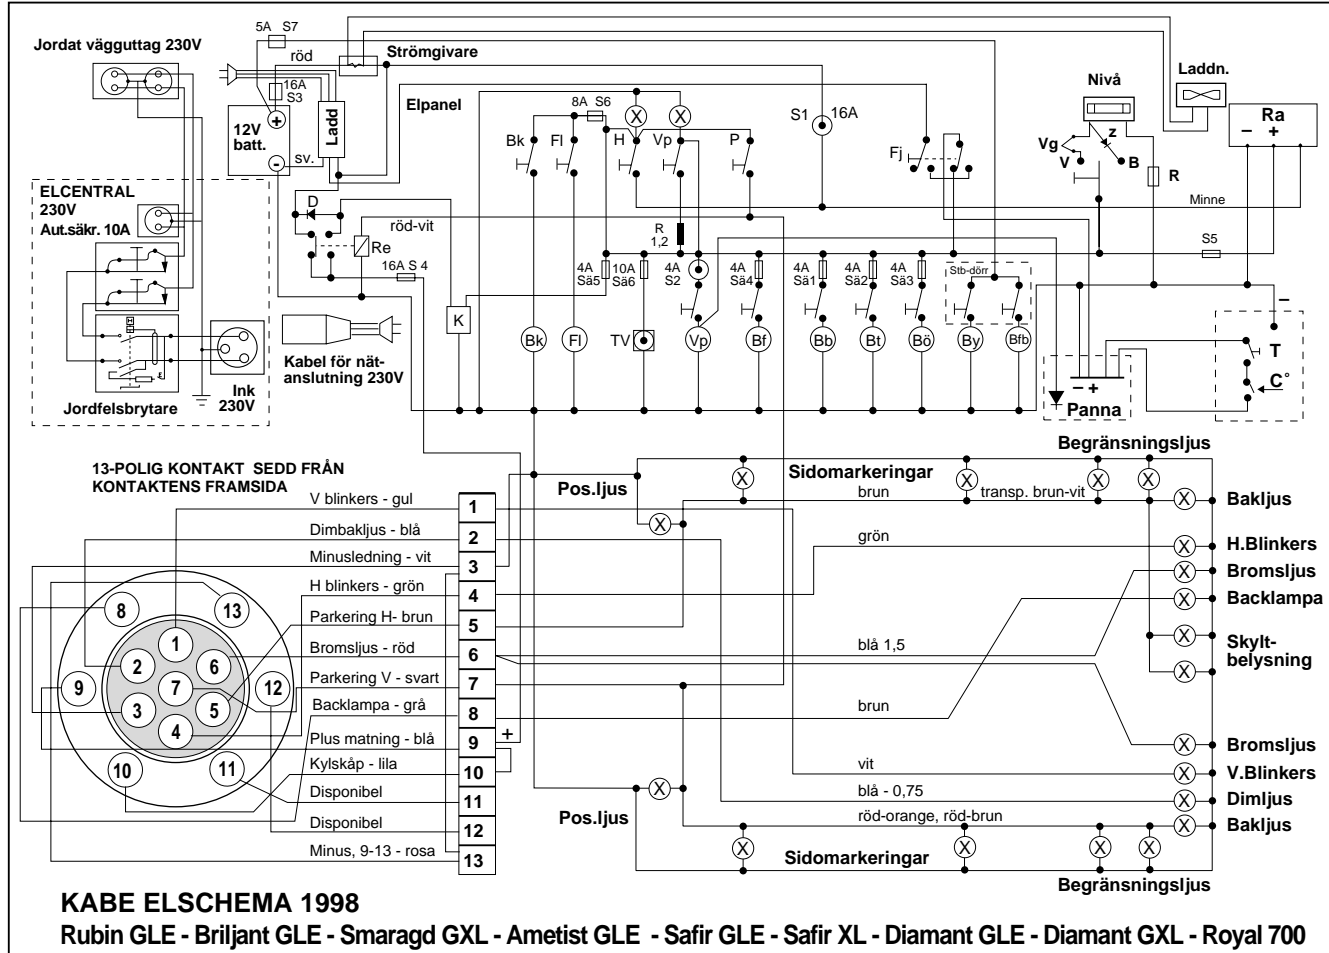 5A S7
Jordat vägguttag 230V
röd
Strömgivare
16A
S3
Elpanel
8A S6
S1
16A
Nivå
Laddn.
Ra
− +
12V
batt.
+
-
sv.
Ladd
Bk
Fl
H
Vp
P
X
X
Fj
Vg
V
z
B
R
Minne
ELCENTRAL
230V
Aut.säkr. 10A
D
röd-vit
Re
16A S 4
R
1,2
S5
4A
Sä5
10A
Sä6
4A
S2
4A
Sä4
4A
Sä1
4A
Sä2
4A
Sä3
Stb-dörr
K
Bk
Fl
TV
Vp
Bf
Bb
Bt
Bö
By
Bfb
−
T
C°
− +
Panna
H
Kabel för nät-
anslutning 230V
Ink
230V
Jordfelsbrytare
13-POLIG KONTAKT SEDD FRÅN
KONTAKTENS FRAMSIDA
V blinkers - gul
1
Dimbakljus - blå
2
Minusledning - vit
3
H blinkers - grön
4
Parkering H- brun
5
Bromsljus - röd
6
Parkering V - svart
7
Backlampa - grå
8
Plus matning - blå
9
+
Kylskåp - lila
10
Disponibel
11
Disponibel
12
Minus, 9-13 - rosa
13
8
13
1
2
6
9
7
12
3
5
4
10
11
Begränsningsljus
Sidomarkeringar
Pos.ljus
X
X
X
X
X
brun
transp. brun-vit
X
Bakljus
grön
X
H.Blinkers
X
Bromsljus
X
Backlampa
blå 1,5
X
X
Skylt-
belysning
brun
X
Bromsljus
vit
X
V.Blinkers
blå - 0,75
X
Dimljus
röd-orange, röd-brun
X
Bakljus
Pos.ljus
X
X
X
X
X
Sidomarkeringar
Begränsningsljus
KABE ELSCHEMA 1998
Rubin GLE - Briljant GLE - Smaragd GXL - Ametist GLE - Safir GLE - Safir XL - Diamant GLE - Diamant GXL - Royal 700